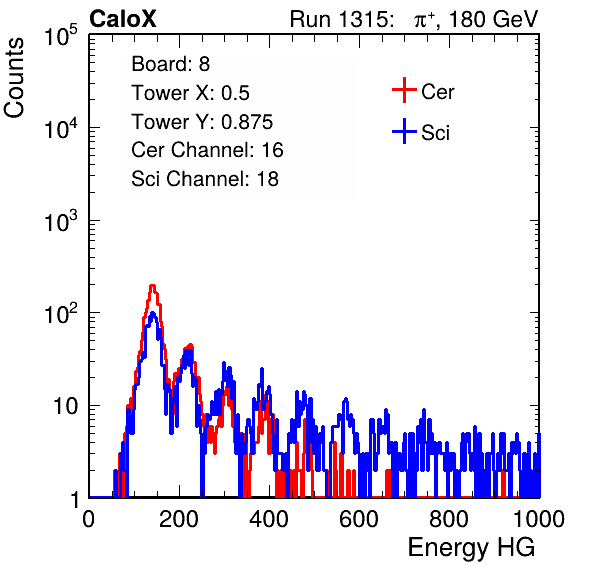 CaloX Run 1315: π⁺, 180 GeV
Counts
10⁵
10⁴
10³
10²
10
1
Board: 8
Tower X: 0.5
Tower Y: 0.875
Cer Channel: 16
Sci Channel: 18
Cer
Sci
0 200 400 600 800 1000
Energy HG